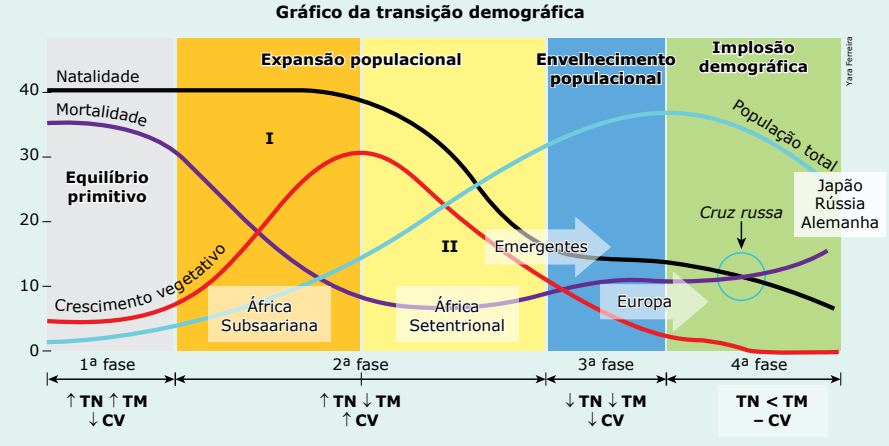 Gráfico da transição demográfica
Expansão populacional
Envelhecimento
populacional
Implosão
demográfica
Yara Ferreira
40
30
20
10
0
Natalidade
Mortalidade
Equilíbrio
primitivo
Crescimento vegetativo
I
II
África
Subsaariana
África
Setentrional
Emergentes
Europa
População total
Cruz russa
Japão
Rússia
Alemanha
1ª fase
2ª fase
3ª fase
4ª fase
↑ TN ↑ TM
↓ CV
↑ TN ↓ TM
↑ CV
↓ TN ↓ TM
↓ CV
TN < TM
– CV